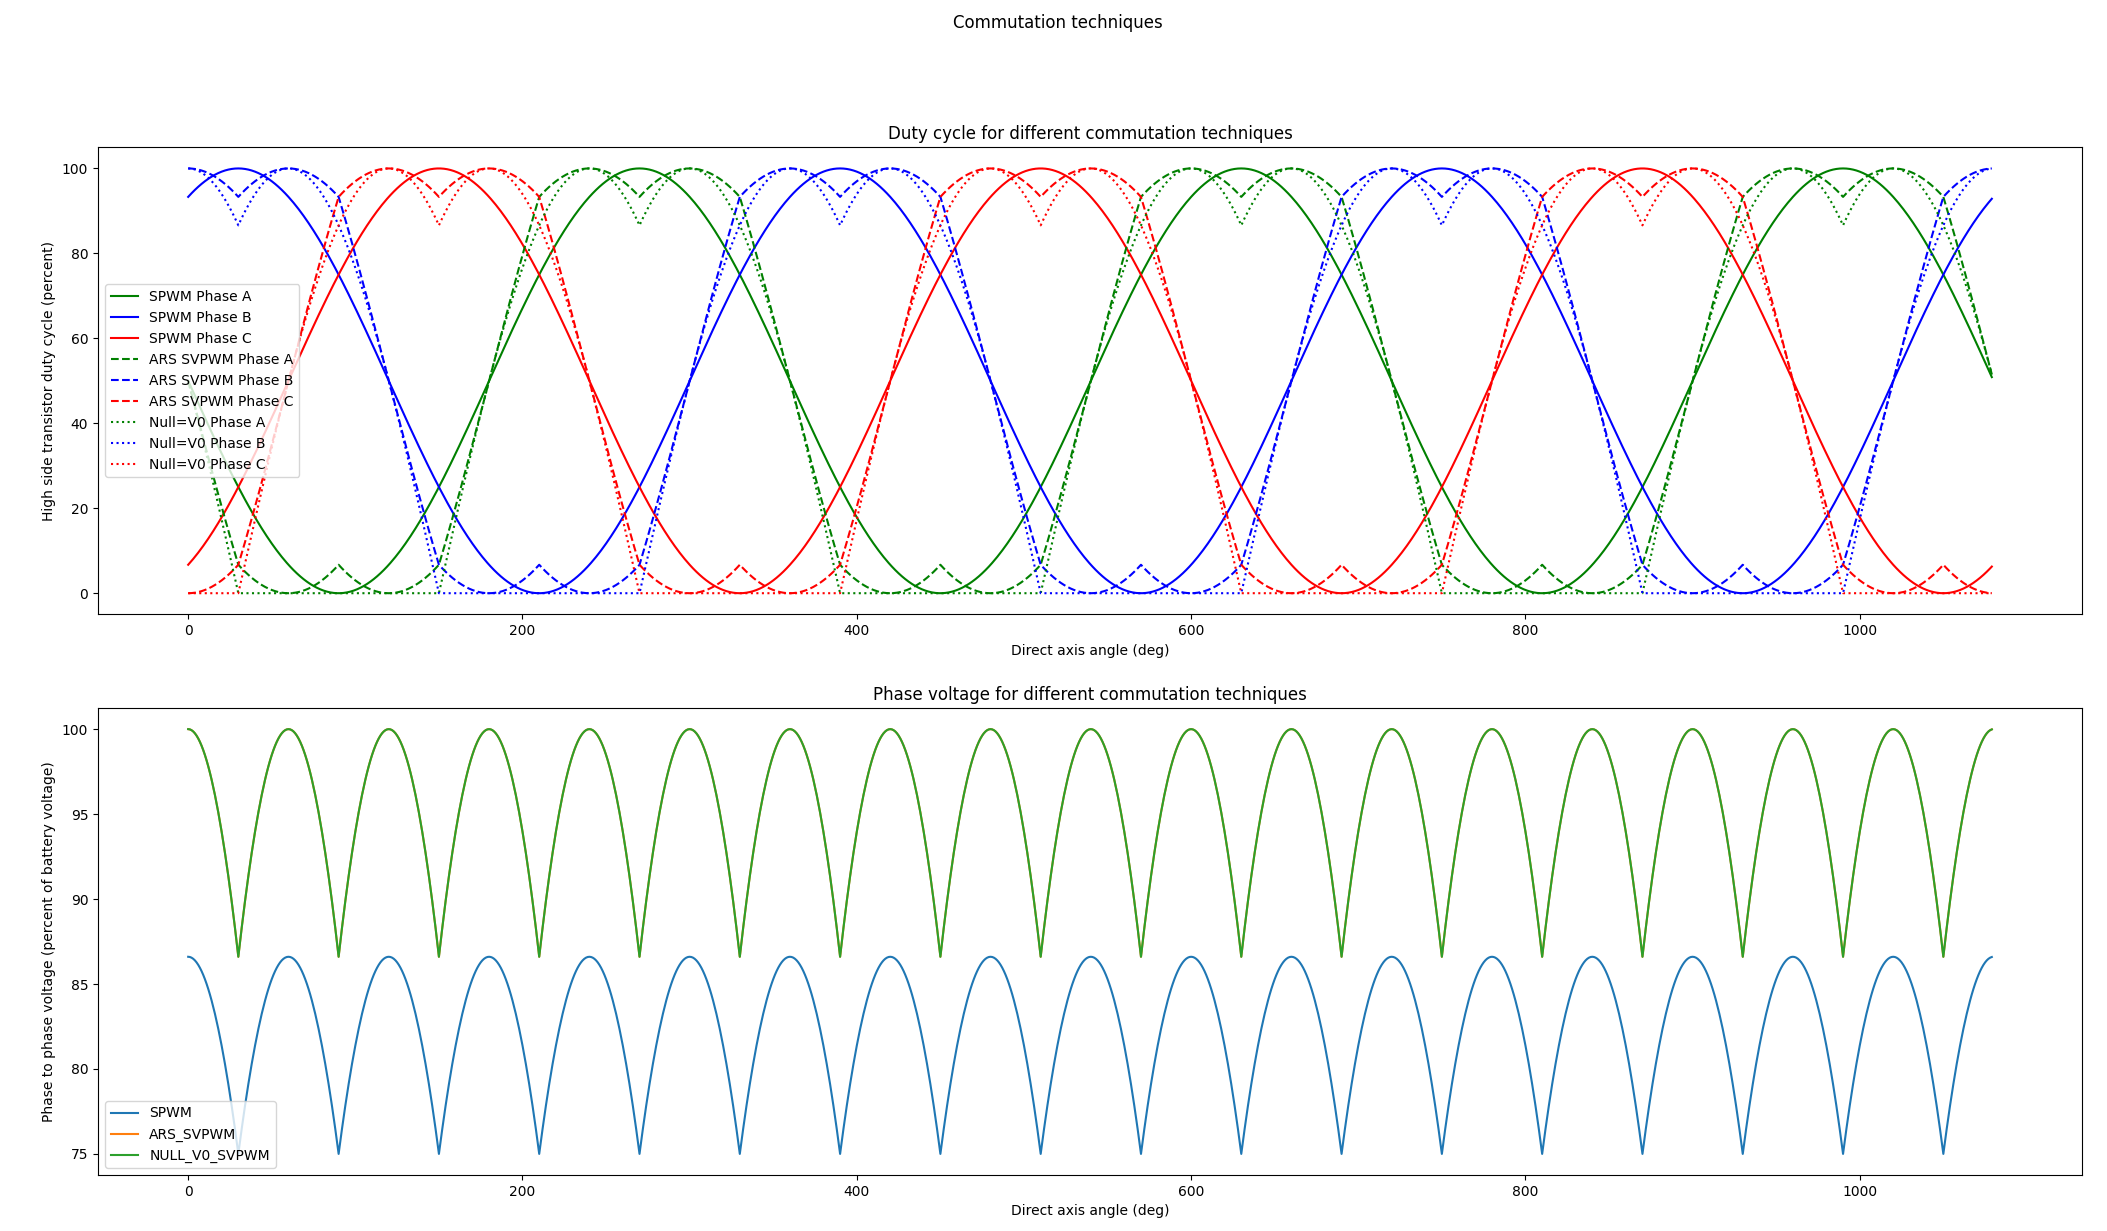 Commutation techniques
Duty cycle for different commutation techniques
High side transistor duty cycle (percent)
100
80
60
40
20
0
SPWM Phase A
SPWM Phase B
SPWM Phase C
ARS SVPWM Phase A
ARS SVPWM Phase B
ARS SVPWM Phase C
Null=V0 Phase A
Null=V0 Phase B
Null=V0 Phase C
0 200 400 600 800 1000
Direct axis angle (deg)
Phase voltage for different commutation techniques
Phase to phase voltage (percent of battery voltage)
100
95
90
85
80
75
SPWM
ARS_SVPWM
NULL_V0_SVPWM
0 200 400 600 800 1000
Direct axis angle (deg)